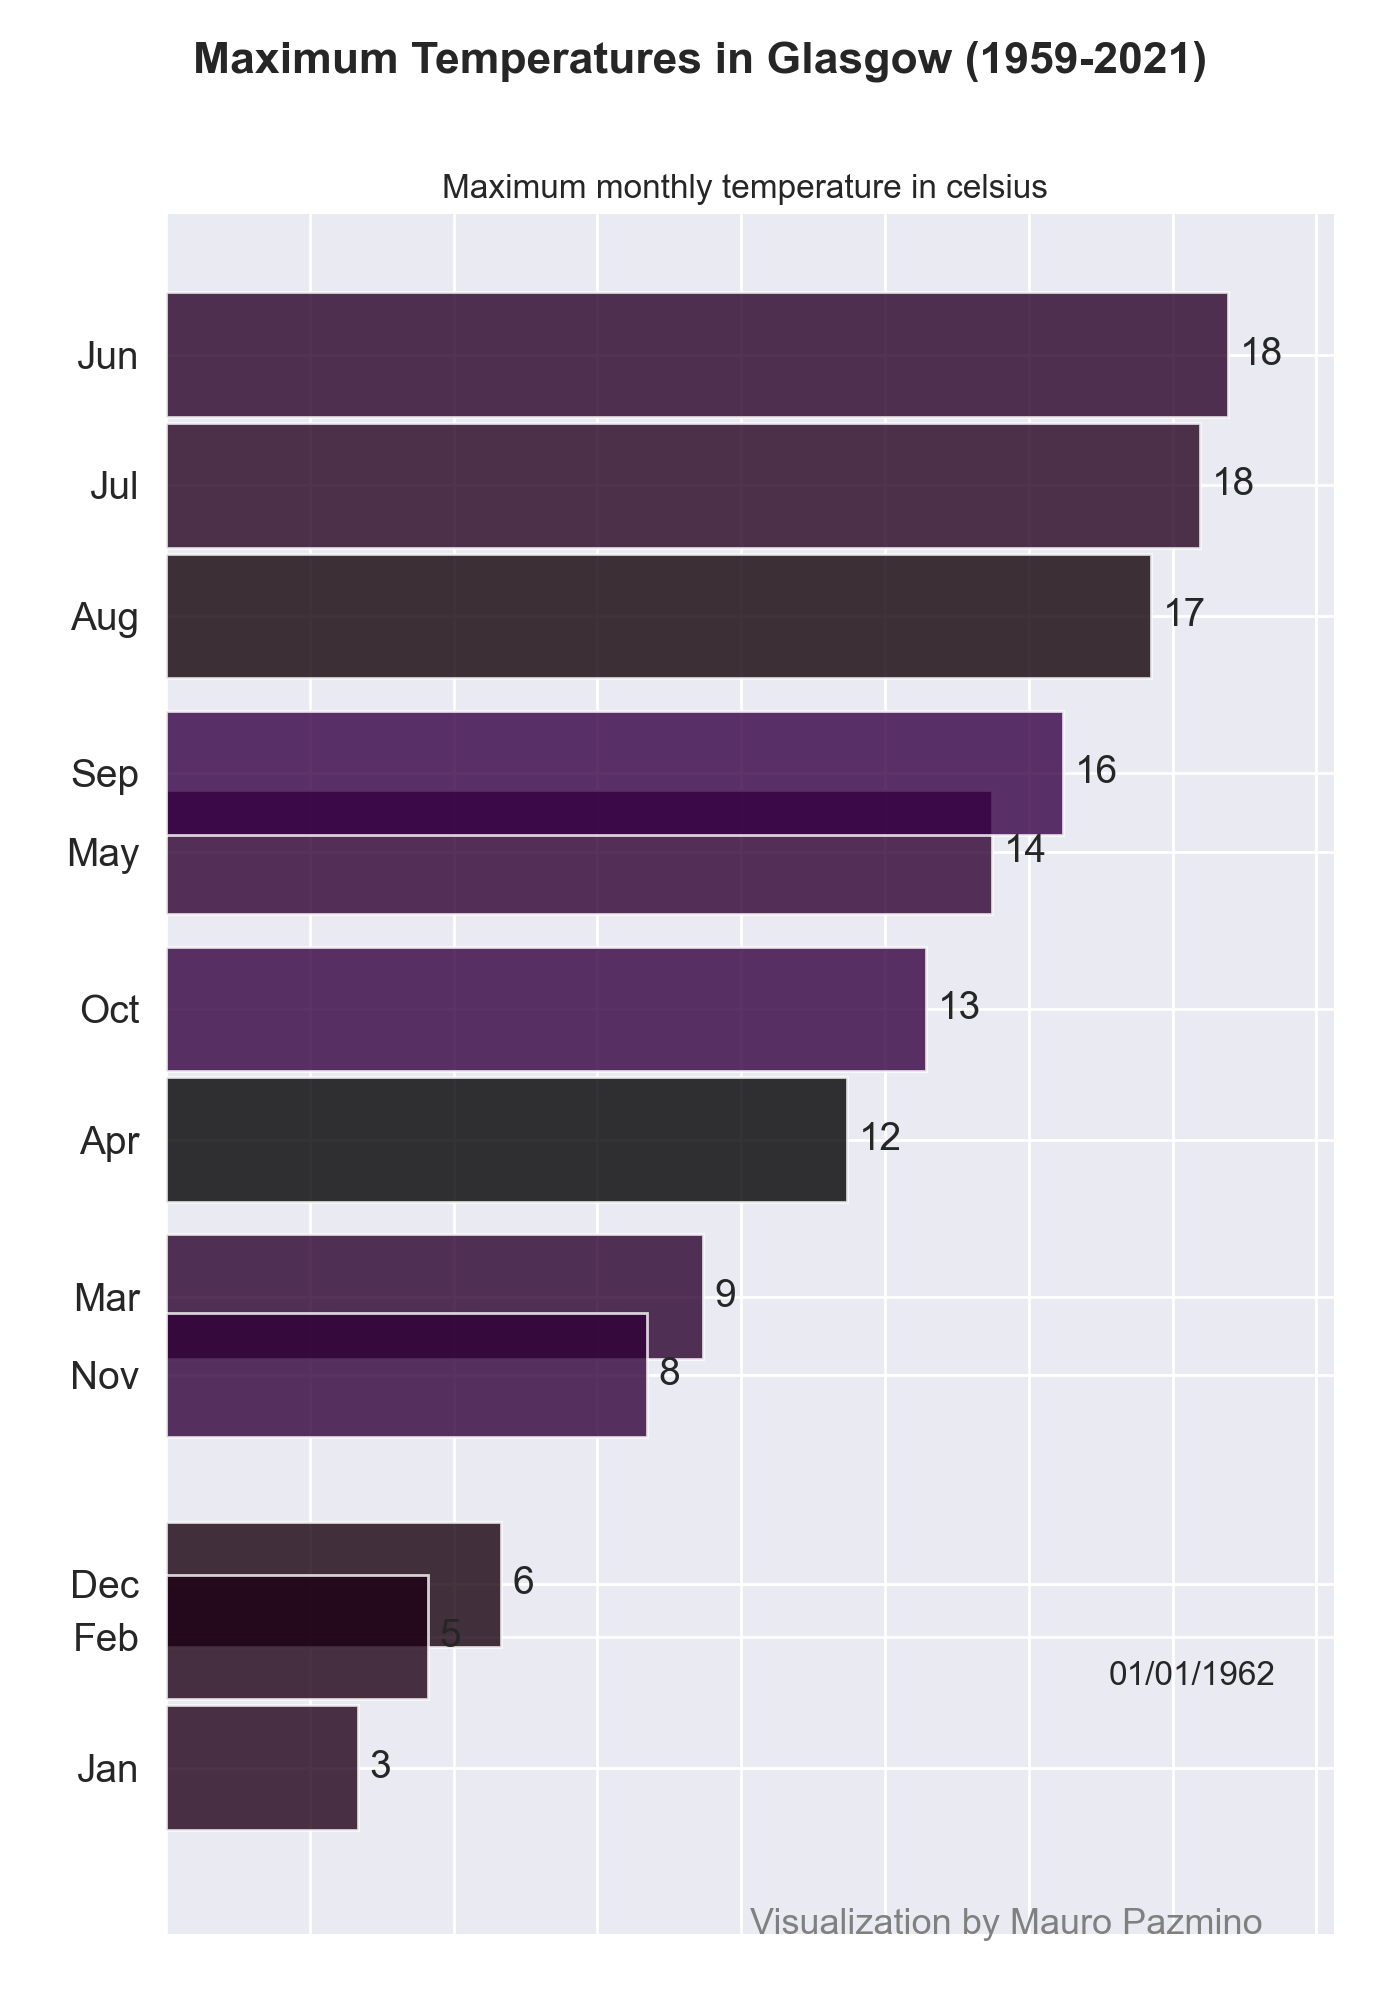 Maximum Temperatures in Glasgow (1959-2021)
Maximum monthly temperature in celsius
Jun 18
Jul 18
Aug 17
Sep 16
May 14
Oct 13
Apr 12
Mar 9
Nov 8
Dec 6
Feb 5
01/01/1962
Jan 3
Visualization by Mauro Pazmino